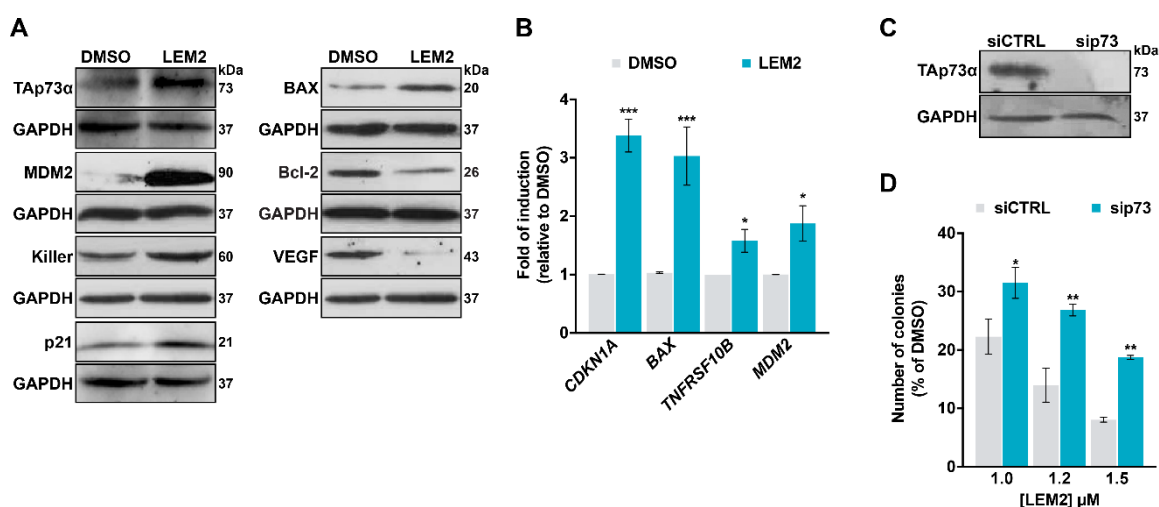 A
DMSO LEM2
kDa
TAp73α 73
GAPDH 37
MDM2 90
GAPDH 37
Killer 60
GAPDH 37
p21 21
GAPDH 37
DMSO LEM2
kDa
BAX 20
GAPDH 37
Bcl-2 26
GAPDH 37
VEGF 43
GAPDH 37
B
DMSO LEM2
Fold of induction
(relative to DMSO)
4
3
2
1
0
*** *** * *
CDKN1A BAX TNFRSF10B MDM2
C
siCTRL sip73
kDa
TAp73α 73
GAPDH 37
D
siCTRL sip73
Number of colonies
(% of DMSO)
40
30
20
10
0
* ** **
1.0 1.2 1.5
[LEM2] µM